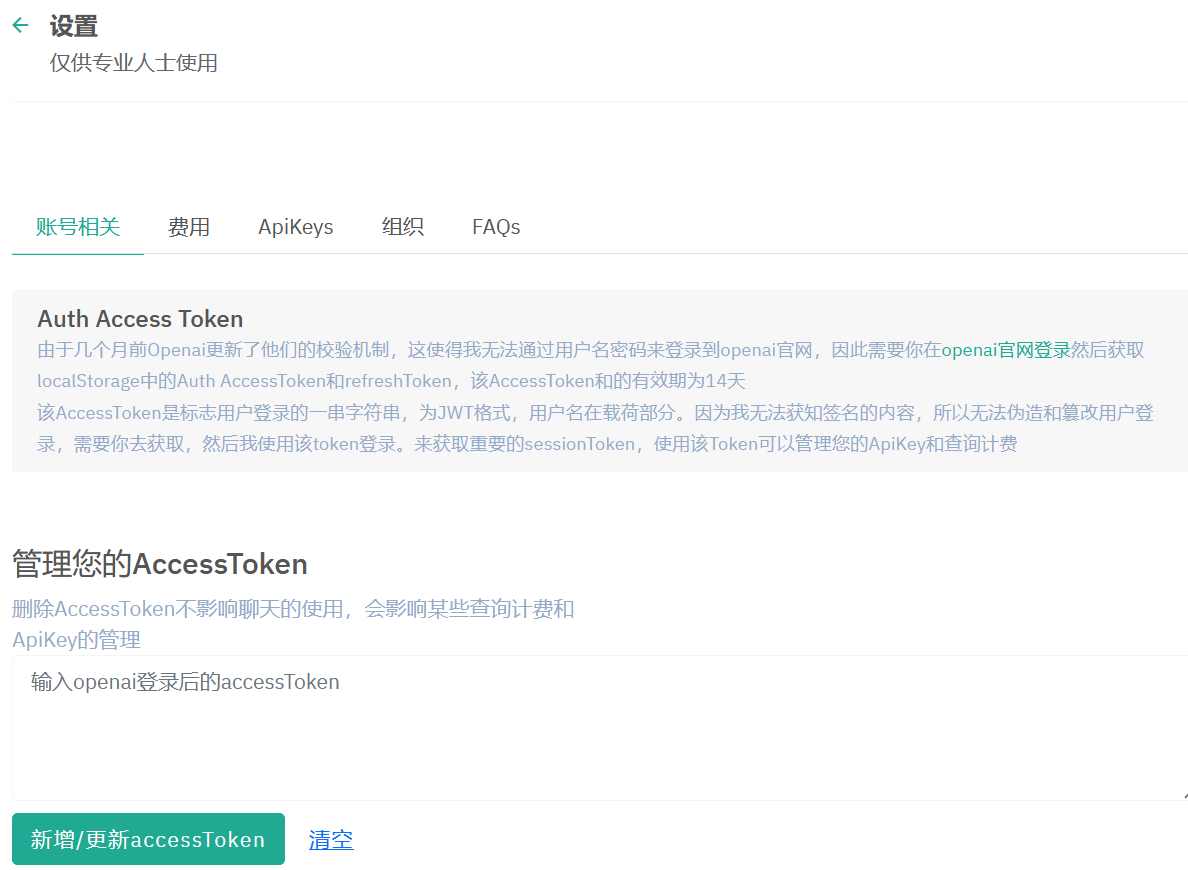 设置
仅供专业人士使用
账号相关 费用 ApiKeys 组织 FAQs
Auth Access Token
由于几个月前Openai更新了他们的校验机制，这使得我无法通过用户名密码来登录到openai官网，因此需要你在openai官网登录然后获取
localStorage中的Auth AccessToken和refreshToken，该AccessToken和的有效期为14天
该AccessToken是标志用户登录的一串字符串，为JWT格式，用户名在载荷部分。因为我无法获知签名的内容，所以无法伪造和篡改用户登
录，需要你去获取，然后我使用该token登录。来获取重要的sessionToken，使用该Token可以管理您的ApiKey和查询计费
管理您的AccessToken
删除AccessToken不影响聊天的使用，会影响某些查询计费和
ApiKey的管理
输入openai登录后的accessToken
新增/更新accessToken 清空